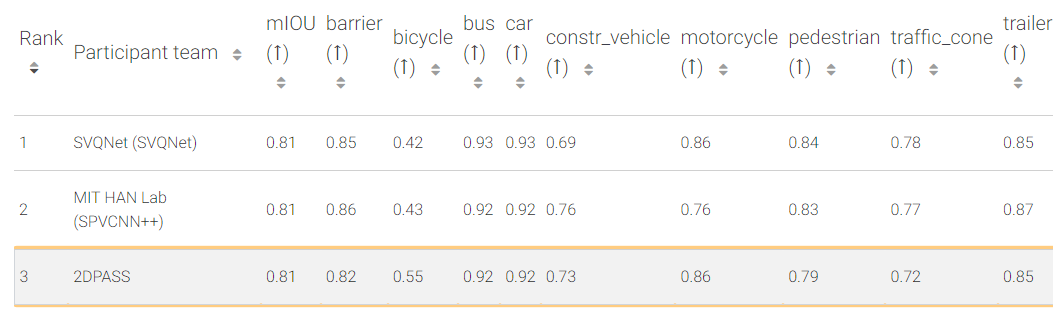 Rank Participant team mIOU (↑) barrier (↑) bicycle (↑) bus (↑) car (↑) constr_vehicle (↑) motorcycle (↑) pedestrian (↑) traffic_cone (↑) trailer (↑)
1 SVQNet (SVQNet) 0.81 0.85 0.42 0.93 0.93 0.69 0.86 0.84 0.78 0.85
2 MIT HAN Lab (SPVCNN++) 0.81 0.86 0.43 0.92 0.92 0.76 0.76 0.83 0.77 0.87
3 2DPASS 0.81 0.82 0.55 0.92 0.92 0.73 0.86 0.79 0.72 0.85